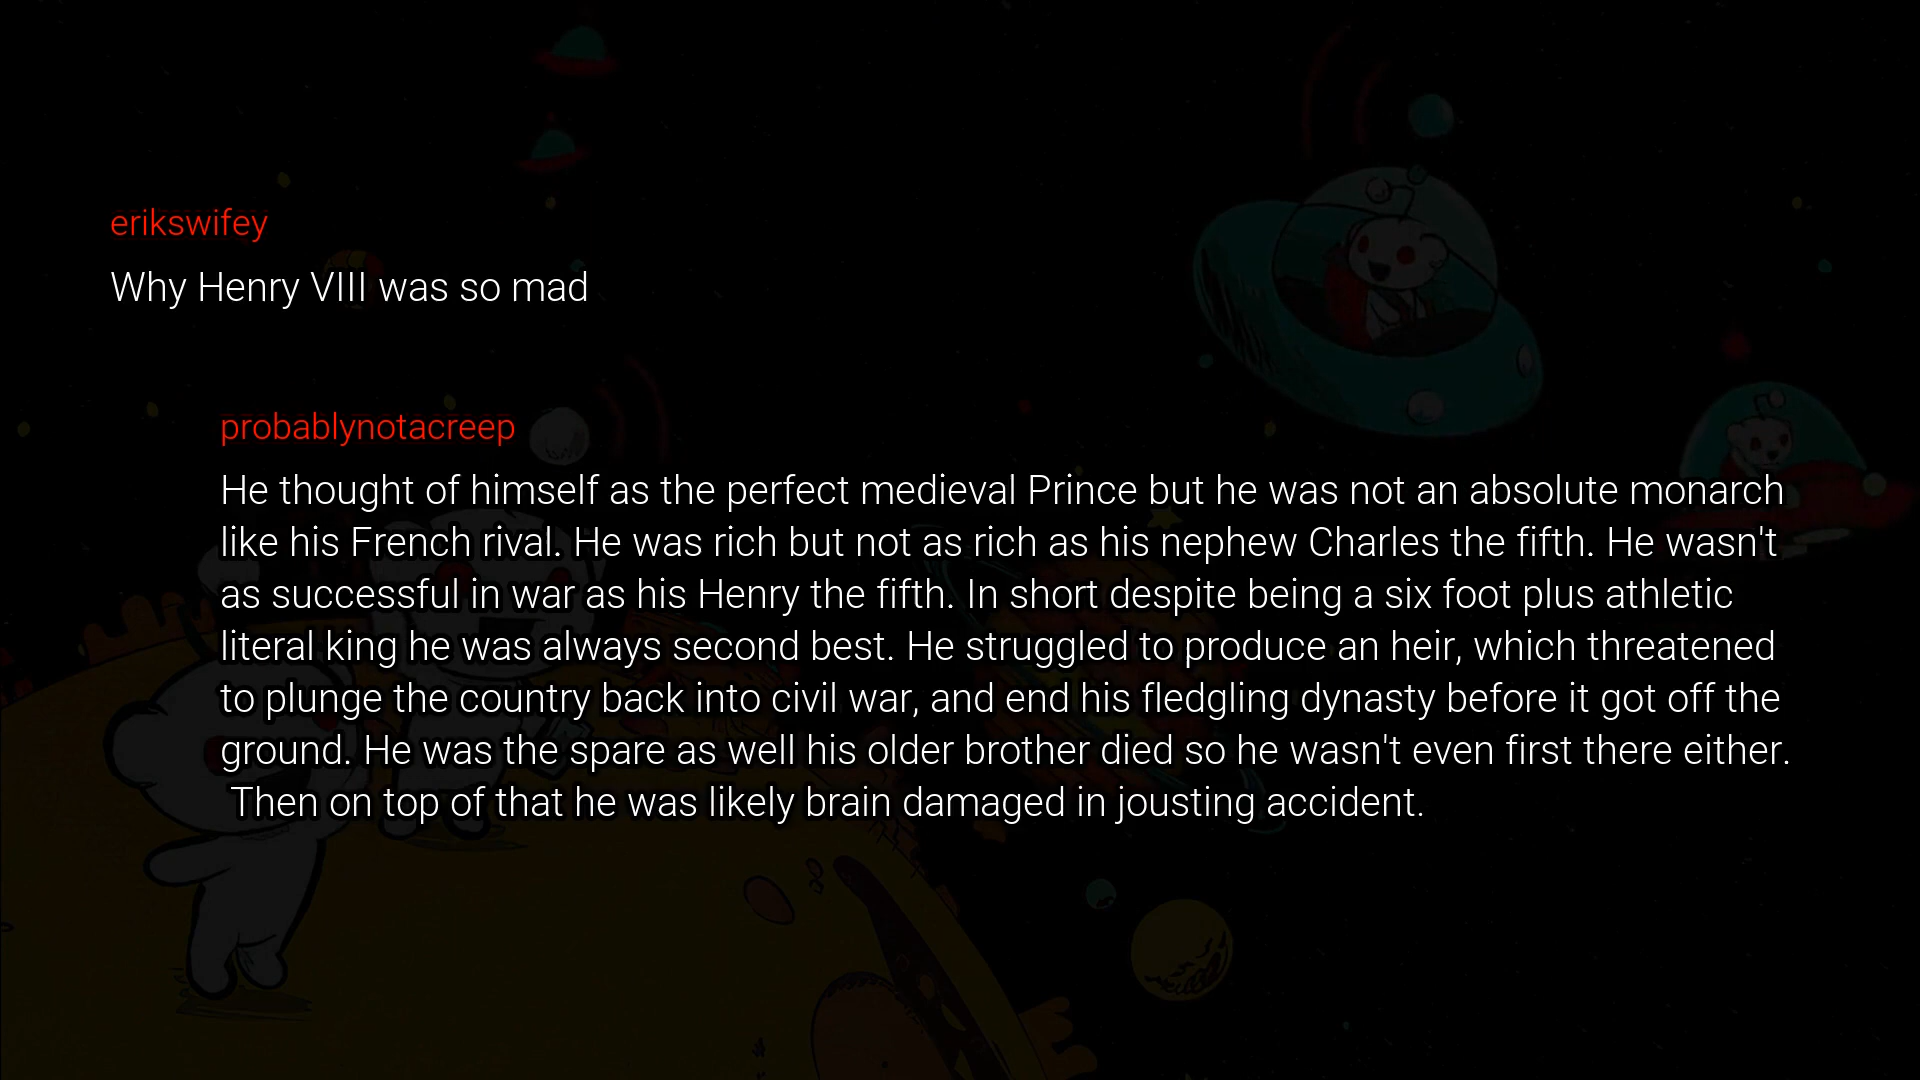 erikswifey
Why Henry VIII was so mad
probablynotacreep
He thought of himself as the perfect medieval Prince but he was not an absolute monarch
like his French rival. He was rich but not as rich as his nephew Charles the fifth. He wasn't
as successful in war as his Henry the fifth. In short despite being a six foot plus athletic
literal king he was always second best. He struggled to produce an heir, which threatened
to plunge the country back into civil war, and end his fledgling dynasty before it got off the
ground. He was the spare as well his older brother died so he wasn't even first there either.
Then on top of that he was likely brain damaged in jousting accident.